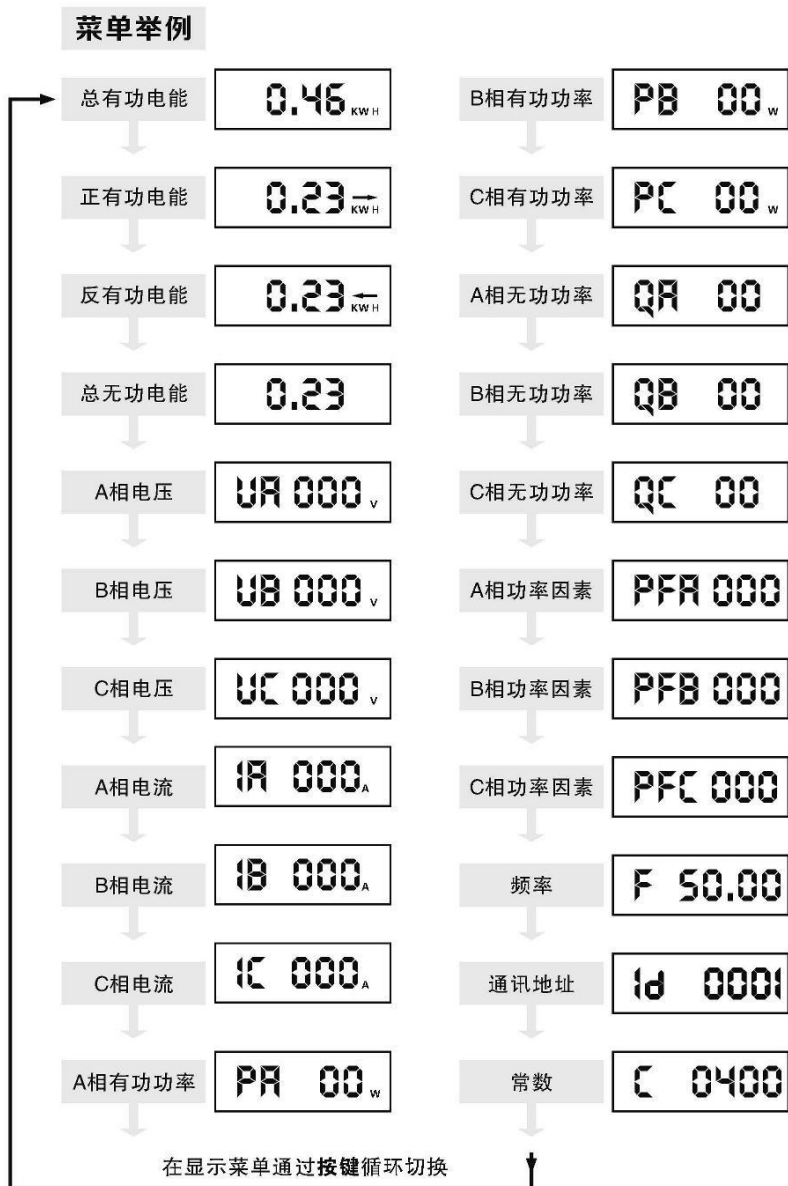 菜单举例
总有功电能 0.46 KWH
正有功电能 0.23 KWH
反有功电能 0.23 KWH
总无功电能 0.23
A相电压 UA 000 V
B相电压 UB 000 V
C相电压 UC 000 V
A相电流 IA 000 A
B相电流 IB 000 A
C相电流 IC 000 A
A相有功功率 PA 00 W
B相有功功率 PB 00 W
C相有功功率 PC 00 W
A相无功功率 QA 00
B相无功功率 QB 00
C相无功功率 QC 00
A相功率因素 PFA 000
B相功率因素 PFB 000
C相功率因素 PFC 000
频率 F 50.00
通讯地址 Id 0001
常数 C 0400
在显示菜单通过按键循环切换